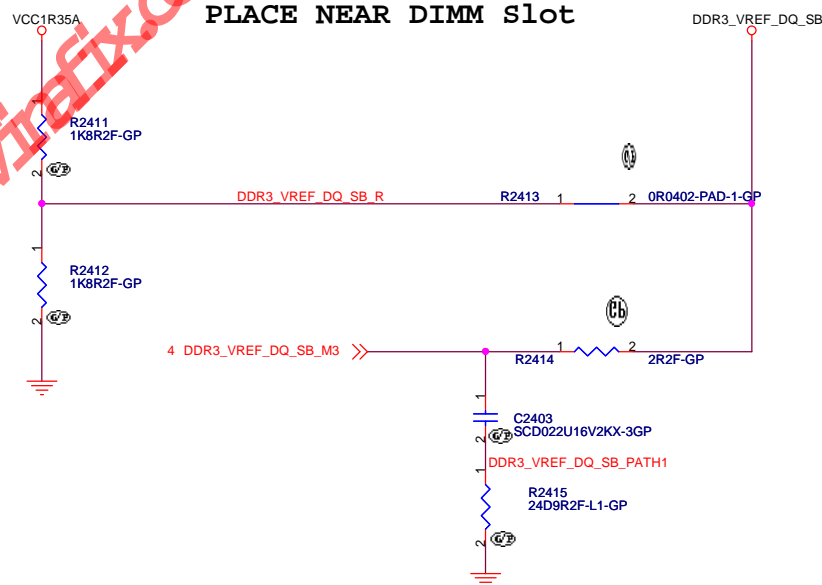 PLACE NEAR DIMM Slot
VCC1R35A
DDR3_VREF_DQ_SB
1
R2411
1K8R2F-GP
2 G/P
DDR3_VREF_DQ_SB_R
R2413 1 2 0R0402-PAD-1-GP
1
R2412
1K8R2F-GP
2 G/P
4 DDR3_VREF_DQ_SB_M3
R2414 1 2 2R2F-GP
1
C2403
SCD022U16V2KX-3GP
2 G/P
DDR3_VREF_DQ_SB_PATH1
1
R2415
24D9R2F-L1-GP
2 G/P